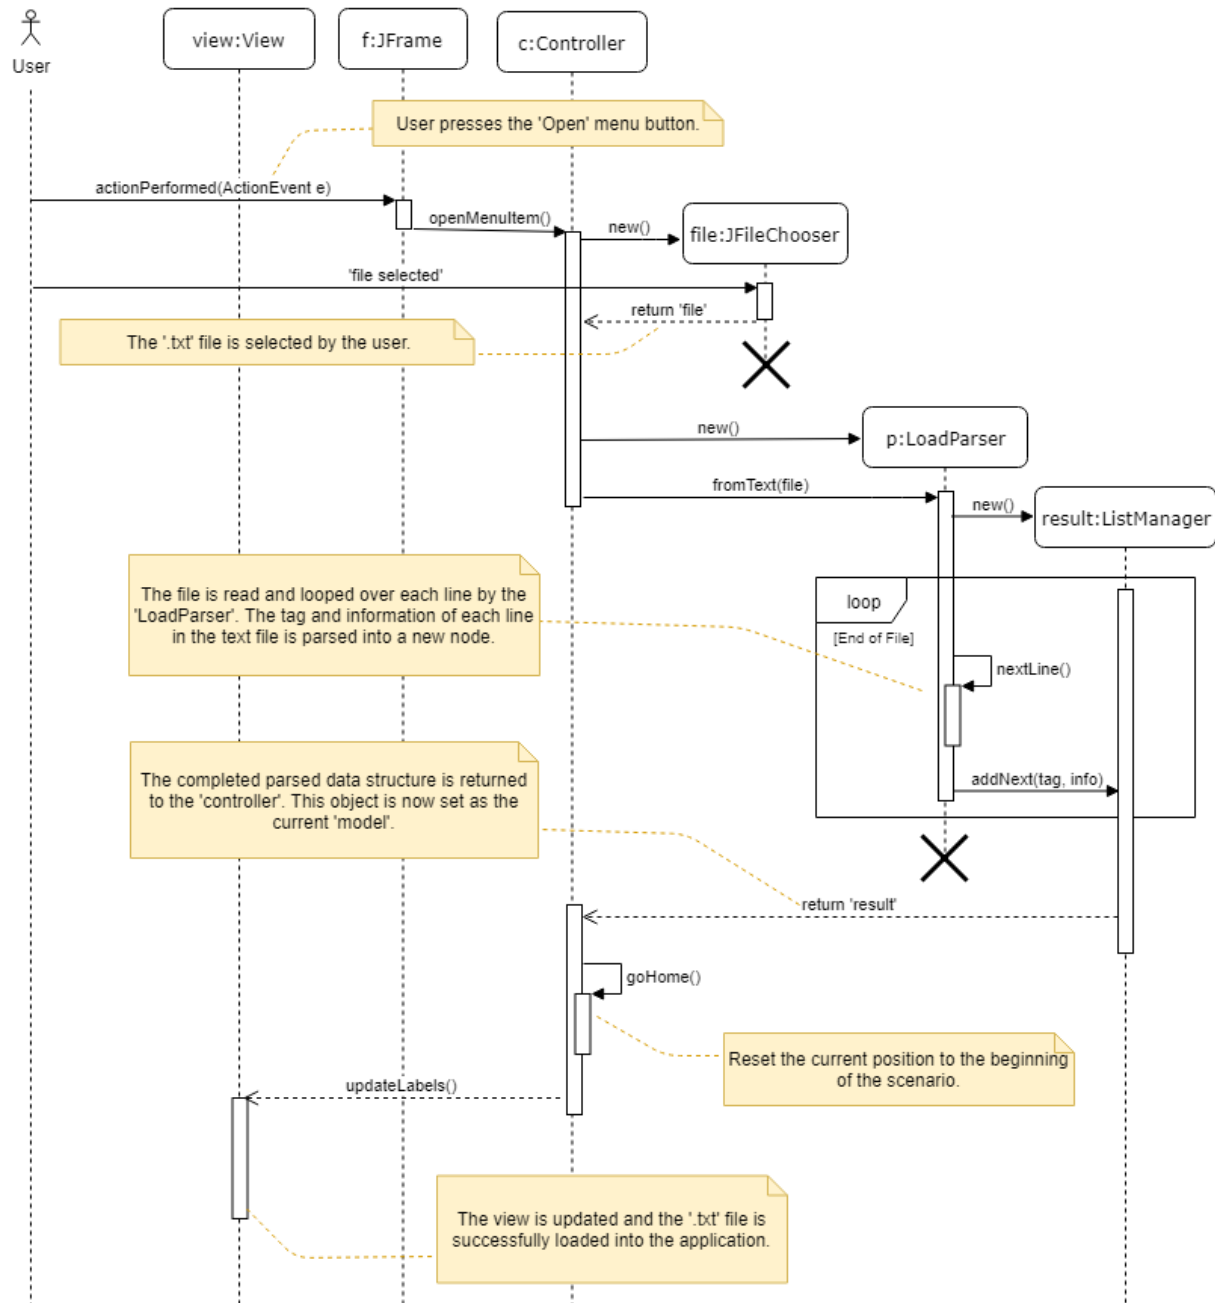 User
view:View
f:JFrame
c:Controller
User presses the 'Open' menu button.
actionPerformed(ActionEvent e)
openMenuItem()
new()
file:JFileChooser
'file selected'
return 'file'
The '.txt' file is selected by the user.
new()
p:LoadParser
fromText(file)
new()
result:ListManager
The file is read and looped over each line by the
'LoadParser'. The tag and information of each line
in the text file is parsed into a new node.
loop
[End of File]
nextLine()
The completed parsed data structure is returned
to the 'controller'. This object is now set as the
current 'model'.
addNext(tag, info)
return 'result'
goHome()
Reset the current position to the beginning
of the scenario.
updateLabels()
The view is updated and the '.txt' file is
successfully loaded into the application.